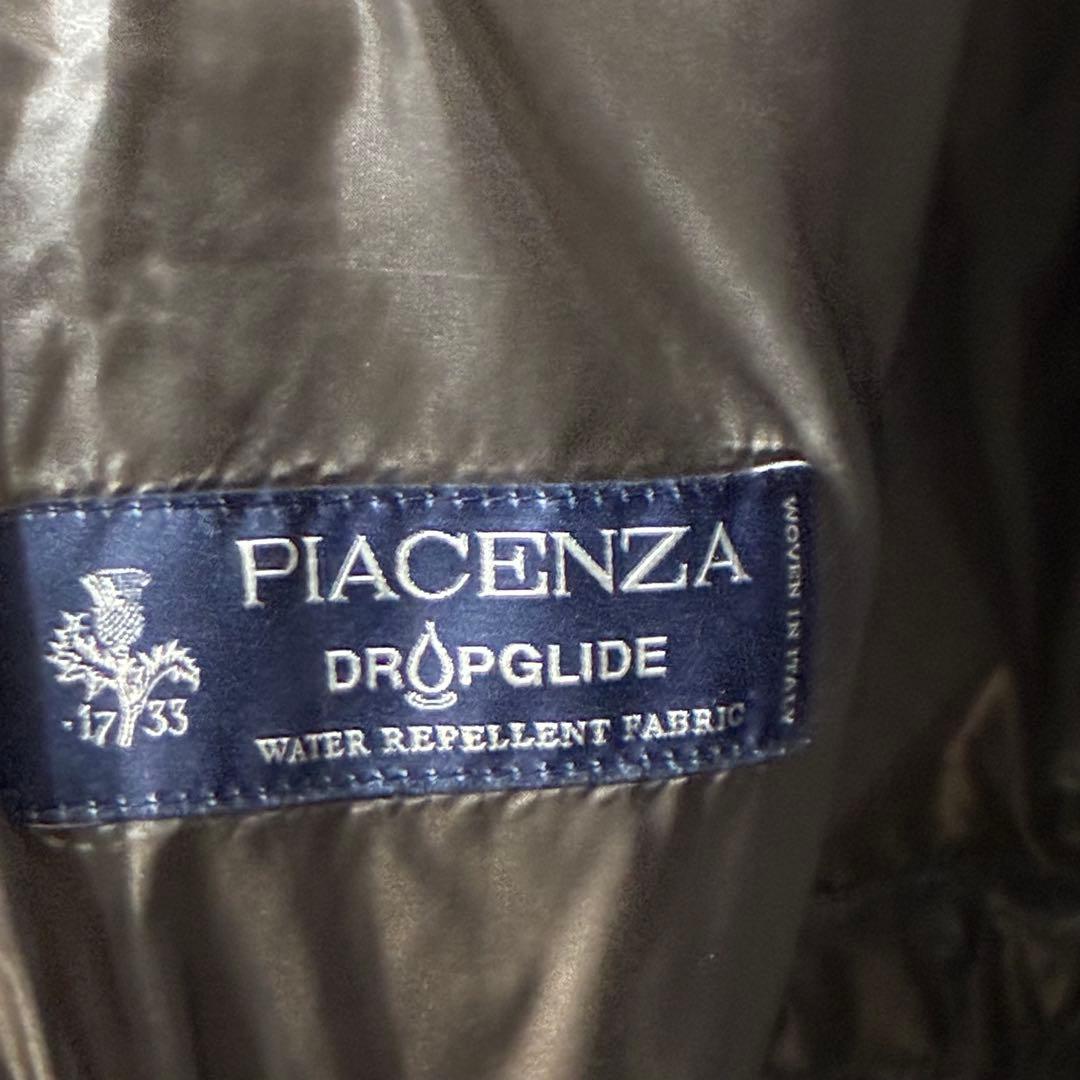 PIACENZA
DROPGLIDE
WATER REPELLENT FABRIC
-1733
WOVEN IN ITALY